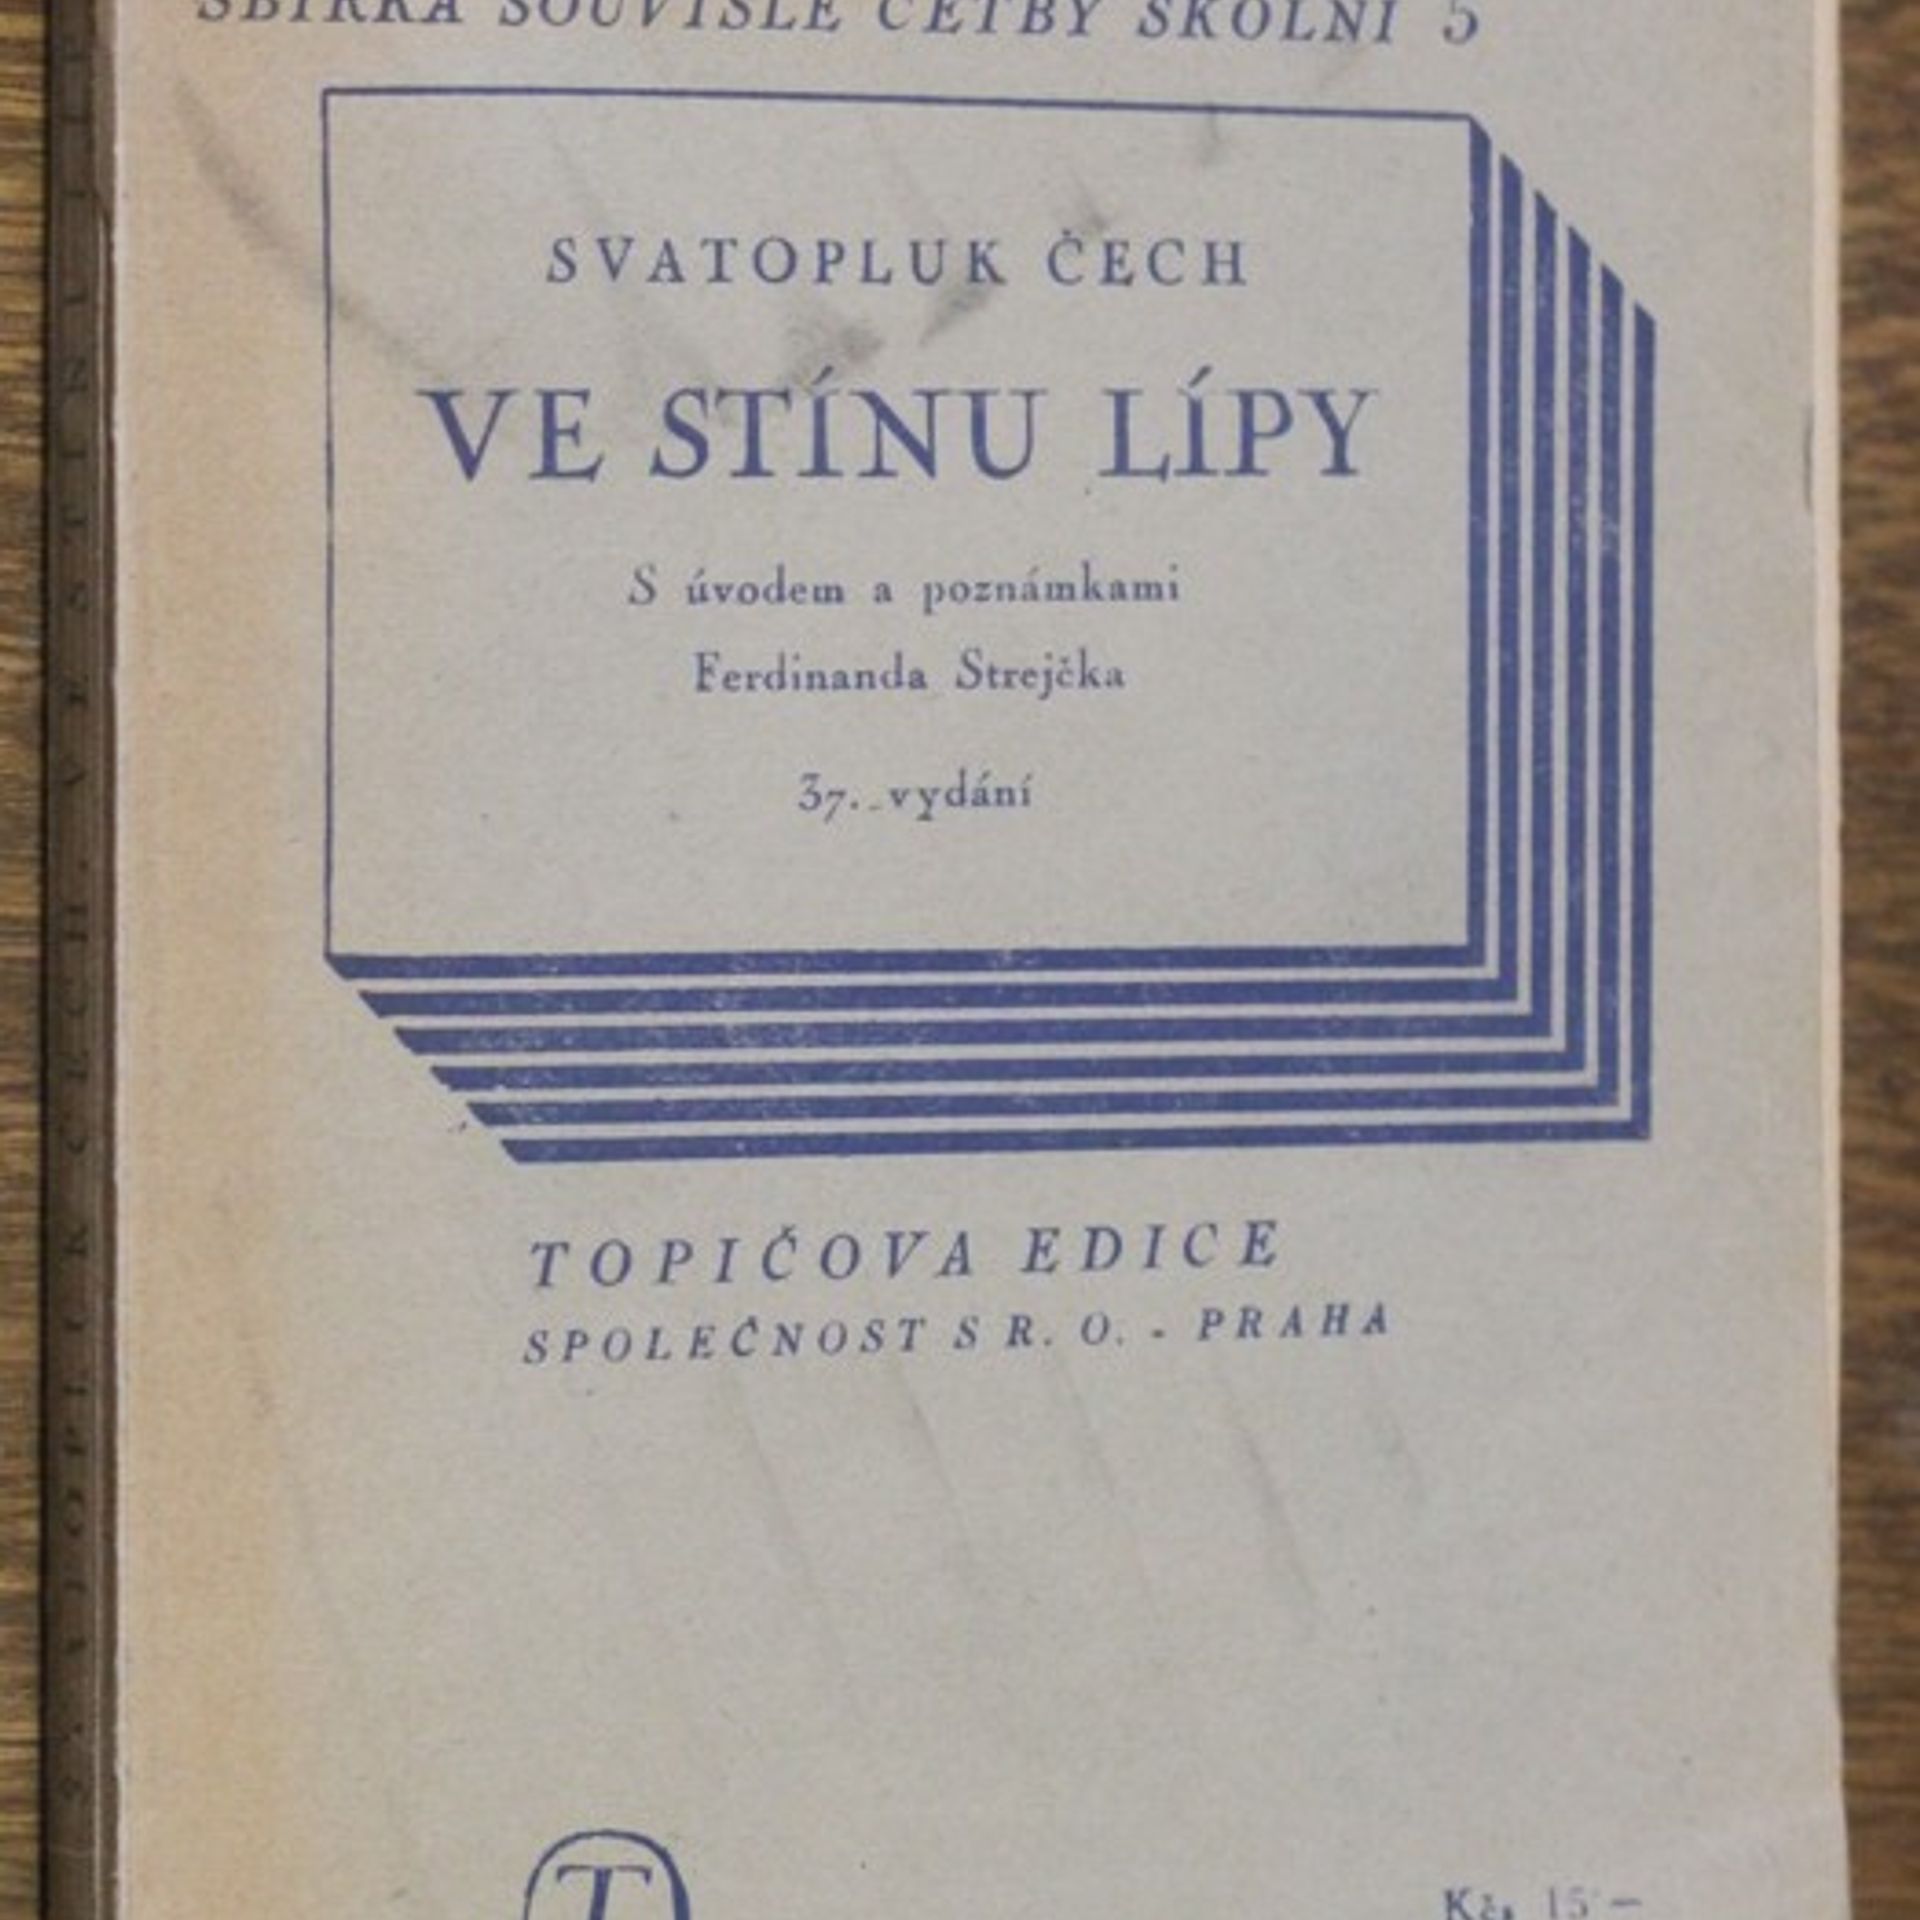 SBÍRKA SOUVISLÉ ČETBY ŠKOLNÍ 5
SVATOPLUK ČECH
VE STÍNU LÍPY
S úvodem a poznámkami
Ferdinanda Strejčka
37. vydání
TOPIČOVA EDICE
SPOLEČNOST S R. O. - PRAHA
T
Kčs 15·—